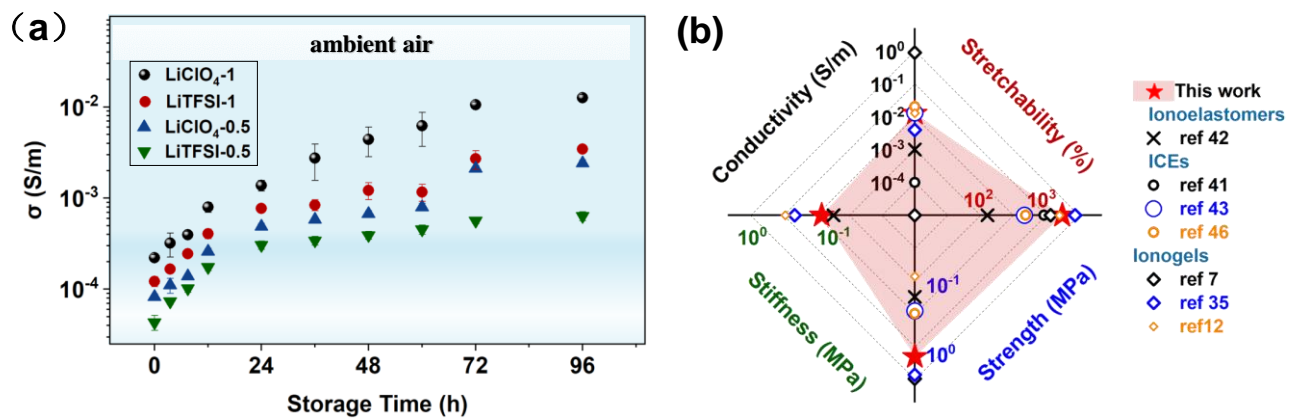 (a)
ambient air
LiClO₄-1
LiTFSI-1
LiClO₄-0.5
LiTFSI-0.5
σ (S/m)
10⁻²
10⁻³
10⁻⁴
0
24
48
72
96
Storage Time (h)
(b)
Conductivity (S/m)
Stretchability (%)
Stiffness (MPa)
Strength (MPa)
10⁰
10⁻¹
10⁻²
10⁻³
10⁻⁴
10²
10³
10⁰
10⁻¹
10⁻¹
10⁰
This work
Ionoelastomers
ref 42
ICEs
ref 41
ref 43
ref 46
Ionogels
ref 7
ref 35
ref12